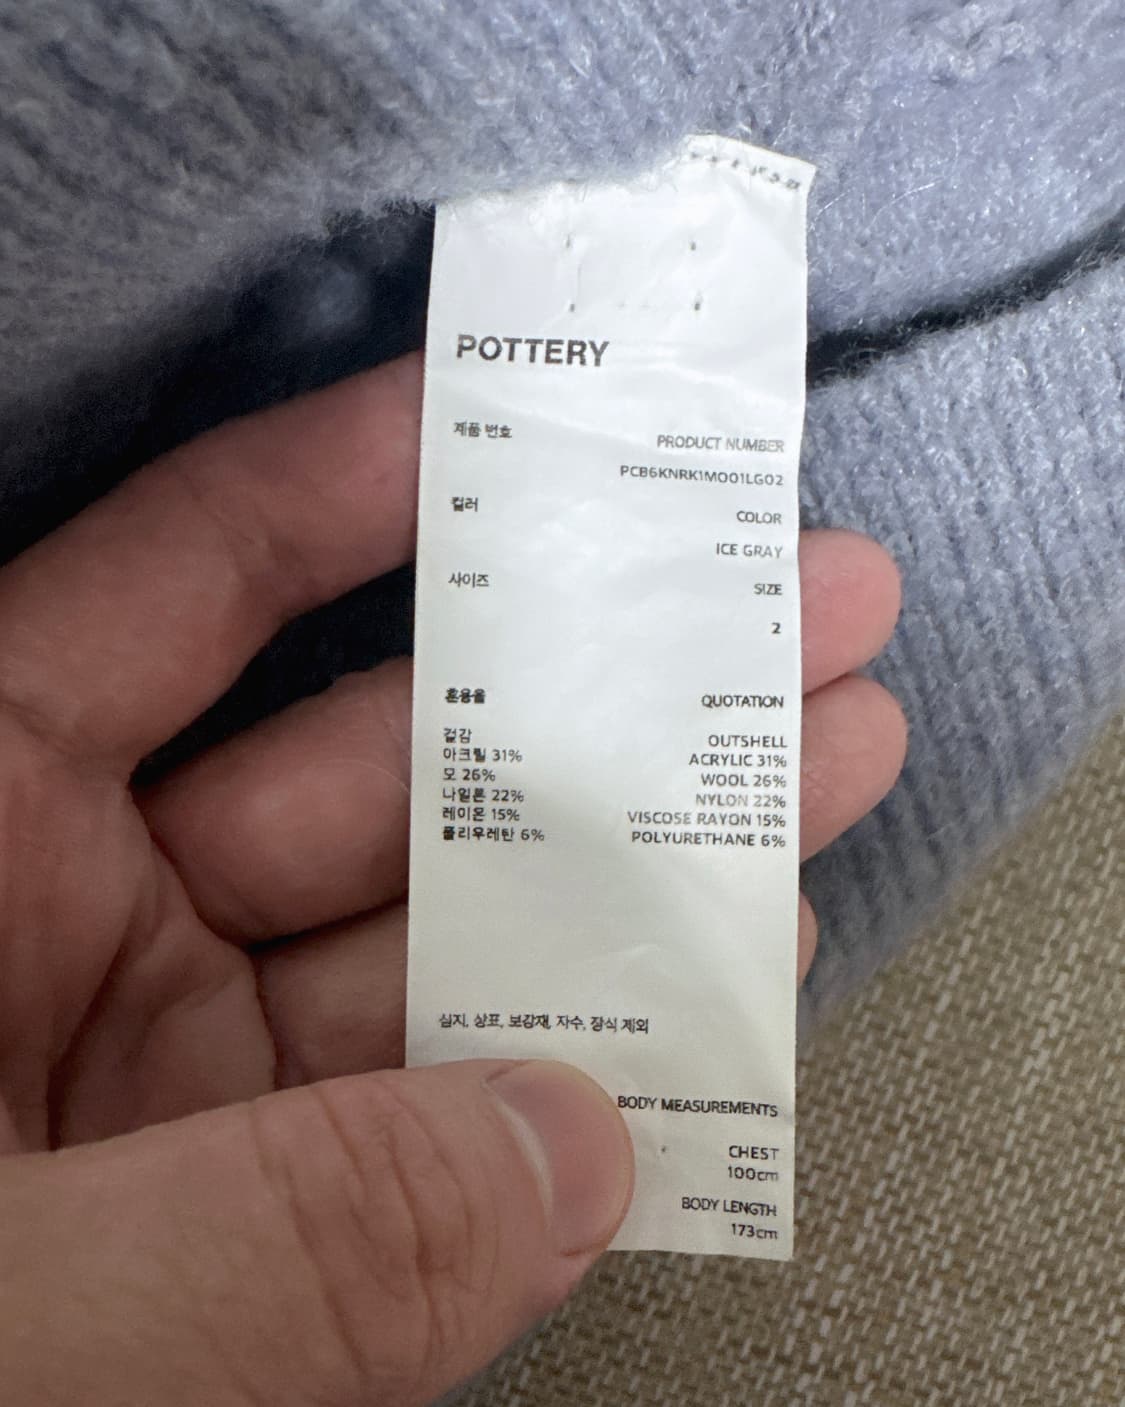 POTTERY
제품 번호 PRODUCT NUMBER
PCB6KNRK1MO01LG02
컬러 COLOR
ICE GRAY
사이즈 SIZE
2
혼용율 QUOTATION
겉감 OUTSHELL
아크릴 31% ACRYLIC 31%
모 26% WOOL 26%
나일론 22% NYLON 22%
레이온 15% VISCOSE RAYON 15%
폴리우레탄 6% POLYURETHANE 6%
심지, 상표, 보강재, 자수, 장식 제외
BODY MEASUREMENTS
CHEST
100cm
BODY LENGTH
173cm